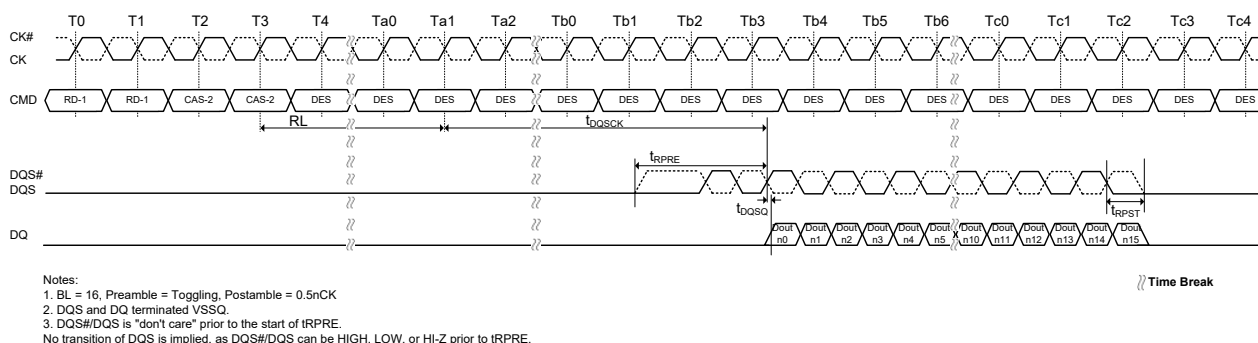 T0 T1 T2 T3 T4 Ta0 Ta1 Ta2 Tb0 Tb1 Tb2 Tb3 Tb4 Tb5 Tb6 Tc0 Tc1 Tc2 Tc3 Tc4
CK#
CK
CMD RD-1 RD-1 CAS-2 CAS-2 DES DES DES DES DES DES DES DES DES DES DES DES DES DES DES DES
RL tDQSCK
tRPRE
DQS#
DQS
tDQSQ tRPST
DQ Dout n0 Dout n1 Dout n2 Dout n3 Dout n4 Dout n5 Dout n10 Dout n11 Dout n12 Dout n13 Dout n14 Dout n15
Notes:
1. BL = 16, Preamble = Toggling, Postamble = 0.5nCK
2. DQS and DQ terminated VSSQ.
3. DQS#/DQS is "don't care" prior to the start of tRPRE.
No transition of DQS is implied, as DQS#/DQS can be HIGH, LOW, or HI-Z prior to tRPRE.
Time Break